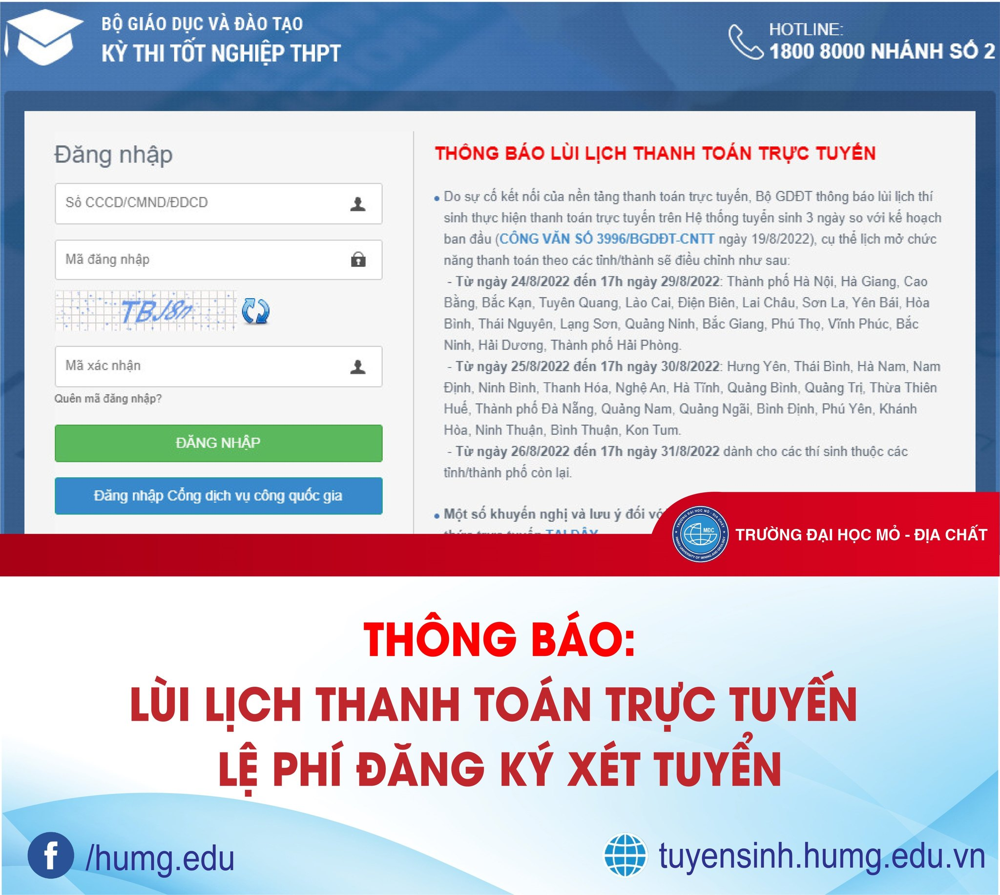 BỘ GIÁO DỤC VÀ ĐÀO TẠO
KỲ THI TỐT NGHIỆP THPT
HOTLINE:
1800 8000 NHÁNH SỐ 2
Đăng nhập
Số CCCD/CMND/ĐDCD
Mã đăng nhập
TBJ8n
Mã xác nhận
Quên mã đăng nhập?
ĐĂNG NHẬP
Đăng nhập Cổng dịch vụ công quốc gia
THÔNG BÁO LÙI LỊCH THANH TOÁN TRỰC TUYẾN
Do sự cố kết nối của nền tảng thanh toán trực tuyến, Bộ GDĐT thông báo lùi lịch thí
sinh thực hiện thanh toán trực tuyến trên Hệ thống tuyển sinh 3 ngày so với kế hoạch
ban đầu (CÔNG VĂN SỐ 3996/BGDĐT-CNTT ngày 19/8/2022), cụ thể lịch mở chức
năng thanh toán theo các tỉnh/thành sẽ điều chỉnh như sau:
- Từ ngày 24/8/2022 đến 17h ngày 29/8/2022: Thành phố Hà Nội, Hà Giang, Cao
Bằng, Bắc Kạn, Tuyên Quang, Lào Cai, Điện Biên, Lai Châu, Sơn La, Yên Bái, Hòa
Bình, Thái Nguyên, Lạng Sơn, Quảng Ninh, Bắc Giang, Phú Thọ, Vĩnh Phúc, Bắc
Ninh, Hải Dương, Thành phố Hải Phòng.
- Từ ngày 25/8/2022 đến 17h ngày 30/8/2022: Hưng Yên, Thái Bình, Hà Nam, Nam
Định, Ninh Bình, Thanh Hóa, Nghệ An, Hà Tĩnh, Quảng Bình, Quảng Trị, Thừa Thiên
Huế, Thành phố Đà Nẵng, Quảng Nam, Quảng Ngãi, Bình Định, Phú Yên, Khánh
Hòa, Ninh Thuận, Bình Thuận, Kon Tum.
- Từ ngày 26/8/2022 đến 17h ngày 31/8/2022 dành cho các thí sinh thuộc các
tỉnh/thành phố còn lại.
Một số khuyến nghị và lưu ý đối
TRƯỜNG ĐẠI HỌC MỎ - ĐỊA CHẤT
HANOI UNIVERSITY OF MINING AND GEOLOGY
MĐC
TRƯỜNG ĐẠI HỌC MỎ - ĐỊA CHẤT
THÔNG BÁO:
LÙI LỊCH THANH TOÁN TRỰC TUYẾN
LỆ PHÍ ĐĂNG KÝ XÉT TUYỂN
f /humg.edu
tuyensinh.humg.edu.vn